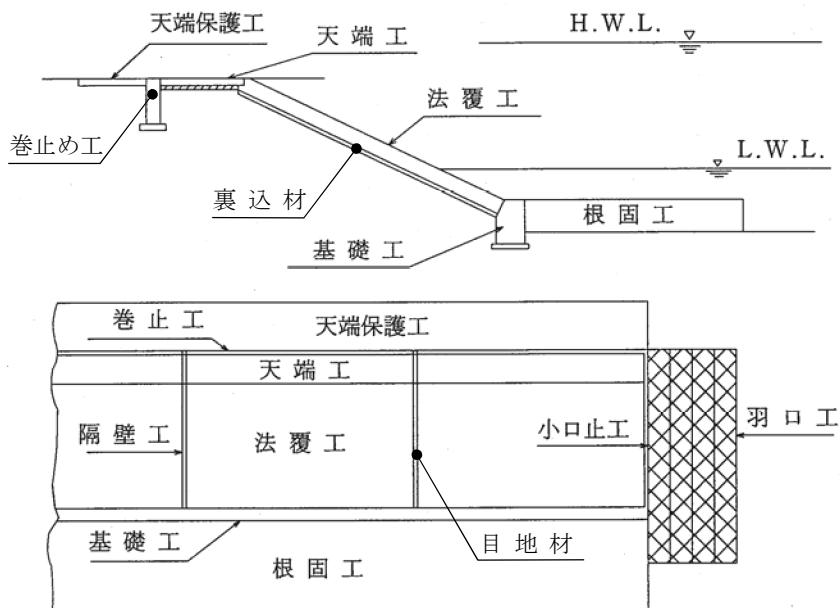 天端保護工
天端工
H.W.L.
法覆工
巻止め工
L.W.L.
裏込材
根固工
基礎工
巻止工
天端保護工
天端工
隔壁工
法覆工
小口止工
羽口工
基礎工
目地材
根固工